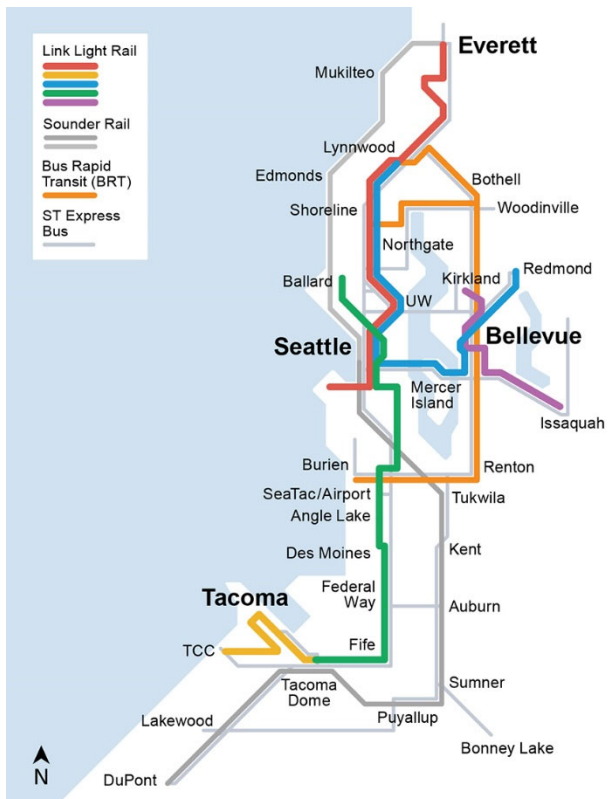 Link Light Rail
Sounder Rail
Bus Rapid
Transit (BRT)
ST Express
Bus
Everett
Mukilteo
Lynnwood
Edmonds
Bothell
Shoreline
Woodinville
Northgate
Ballard
Kirkland
Redmond
UW
Seattle
Bellevue
Mercer
Island
Issaquah
Burien
Renton
SeaTac/Airport
Tukwila
Angle Lake
Des Moines
Kent
Federal
Way
Auburn
Tacoma
TCC
Fife
Tacoma
Dome
Sumner
Puyallup
Lakewood
Bonney Lake
DuPont
N